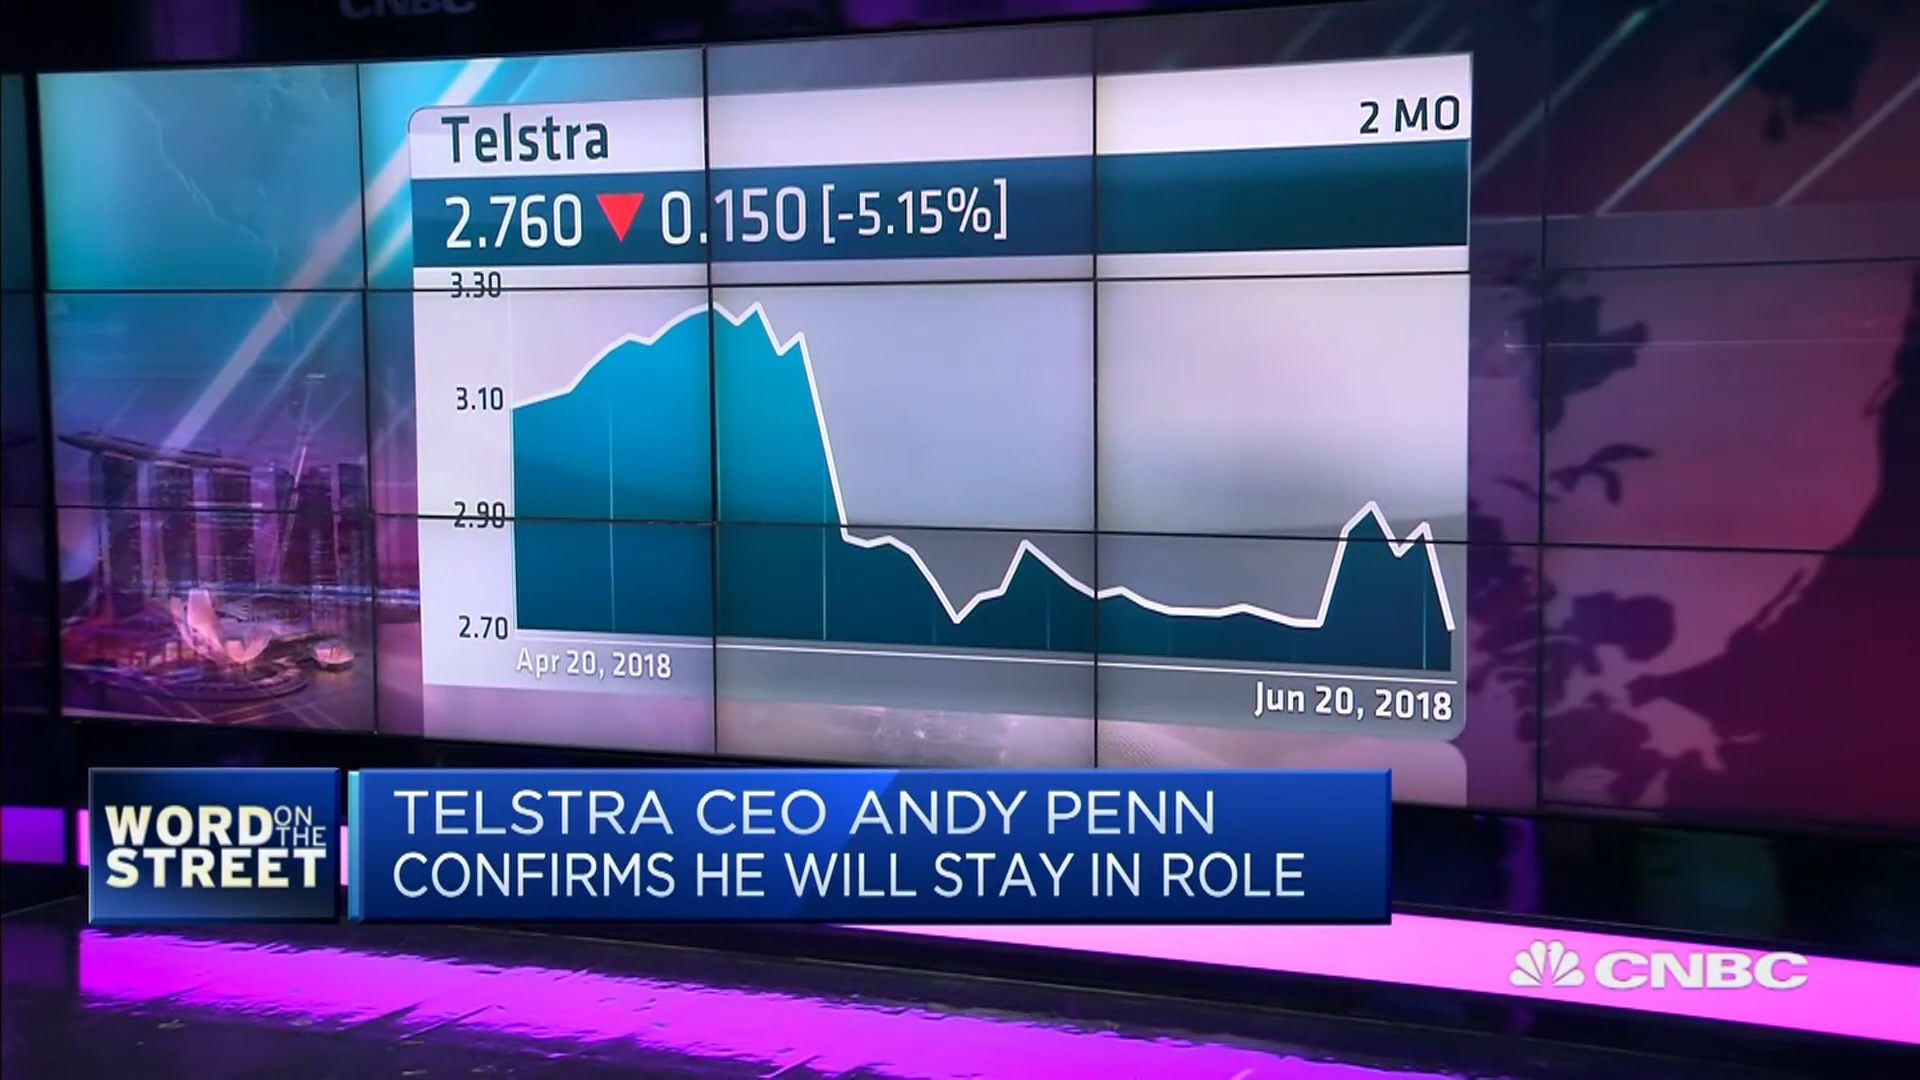 CNBC
Telstra
2 MO
2.760 ▼ 0.150 [-5.15%]
3.30
3.10
2.90
2.70
Apr 20, 2018
Jun 20, 2018
WORD ON THE STREET
TELSTRA CEO ANDY PENN
CONFIRMS HE WILL STAY IN ROLE
CNBC